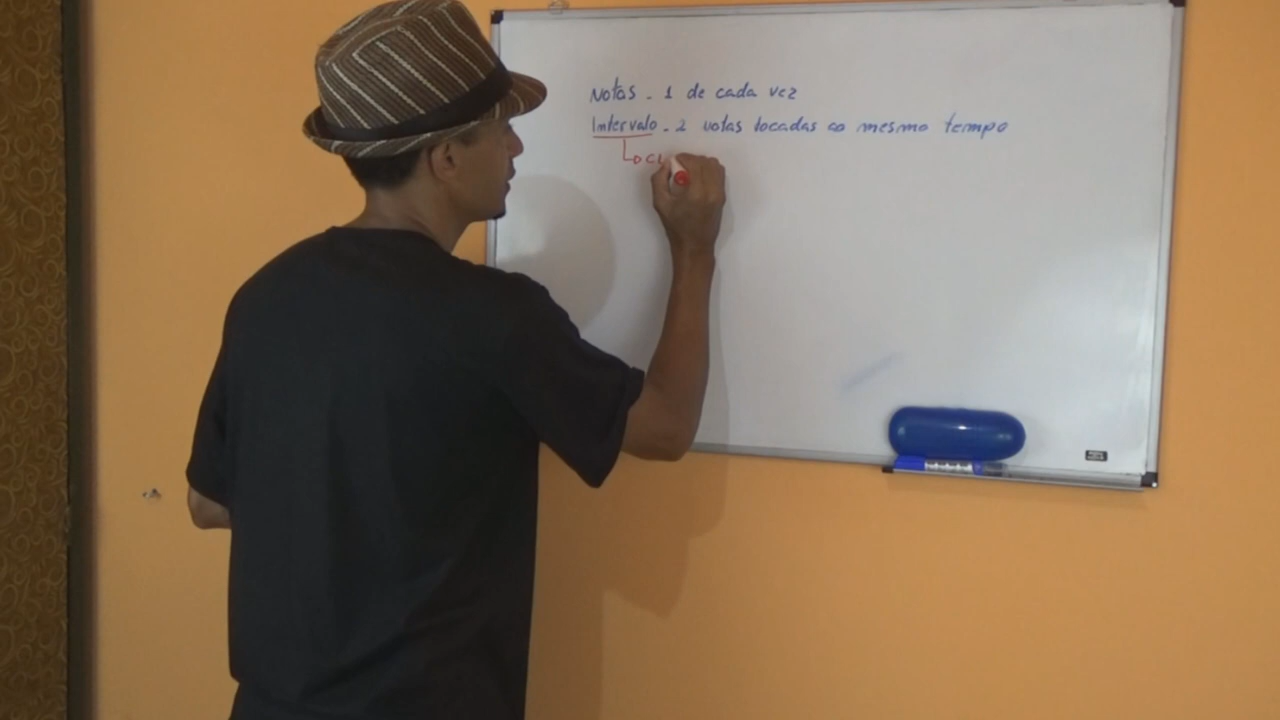 Notas - 1 de cada vez
Intervalo - 2 notas tocadas ao mesmo tempo